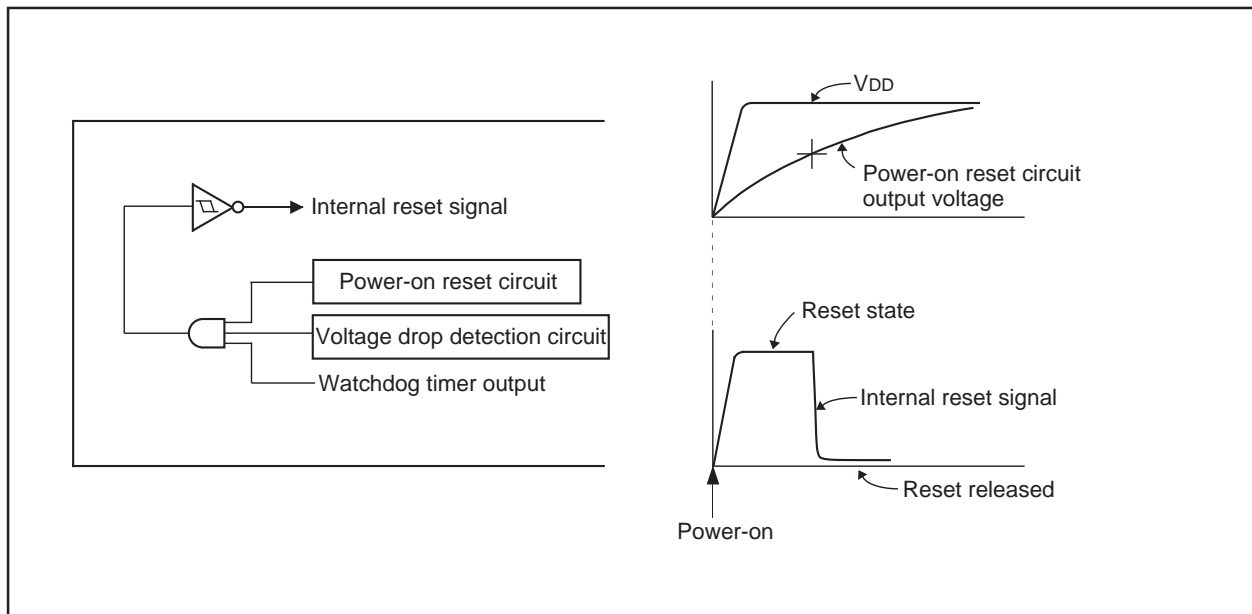 Internal reset signal
Power-on reset circuit
Voltage drop detection circuit
Watchdog timer output
VDD
Power-on reset circuit
output voltage
Reset state
Internal reset signal
Reset released
Power-on